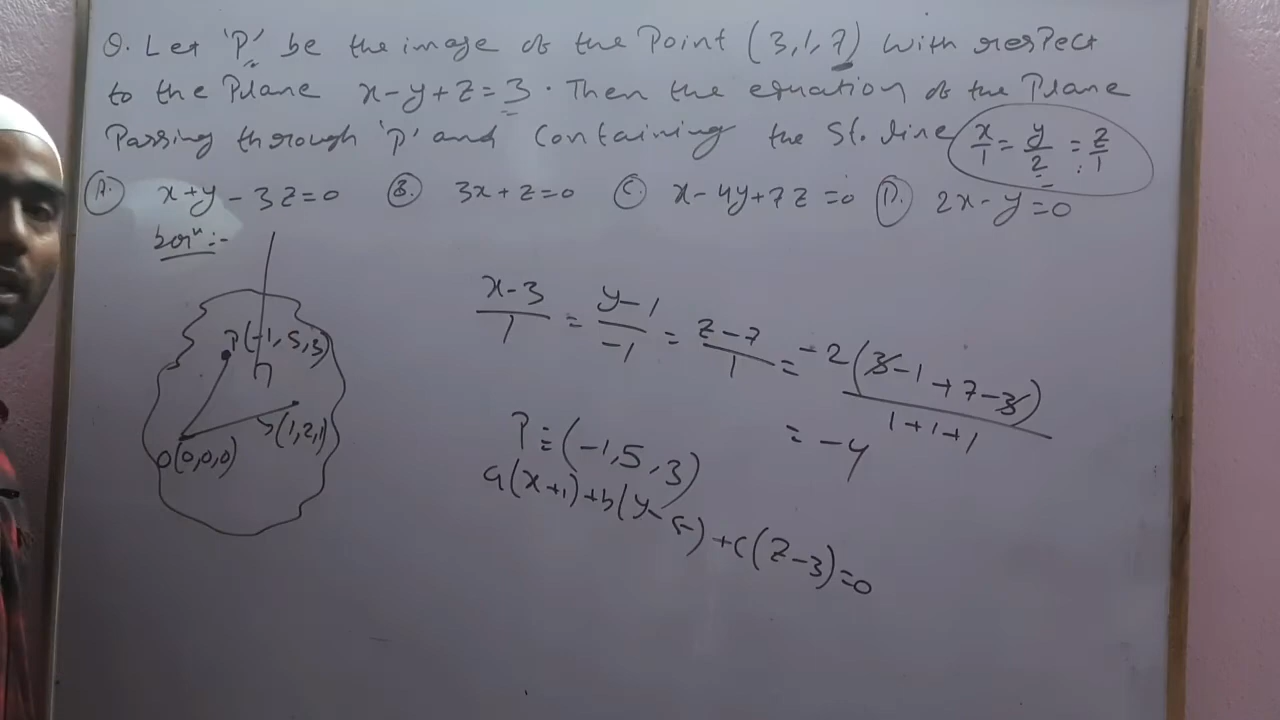 Q. Let 'P' be the image of the Point (3,1,7) with respect
to the Plane x-y+z=3. Then the equation of the Plane
Passing through 'P' and Containing the St. line x/1 = y/2 = z/1
A. x+y-3z=0 B. 3x+z=0 C. x-4y+7z=0 D. 2x-y=0
Solⁿ:-
P(-1,5,3)
(1,2,1)
O(0,0,0)
x-3/1 = y-1/-1 = z-7/1 = -2(3-1+7-3)/1+1+1
= -4
P ≡ (-1,5,3)
a(x+1)+b(y-5)+c(z-3)=0